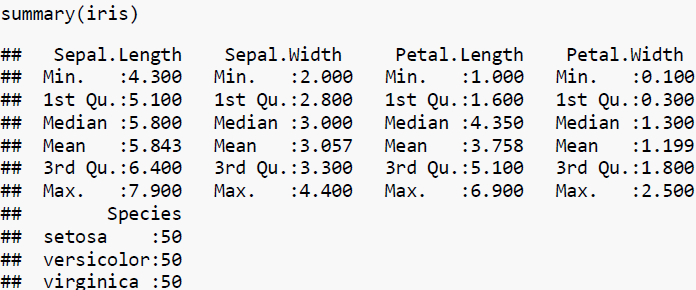 summary(iris)
##   Sepal.Length    Sepal.Width     Petal.Length    Petal.Width
##  Min.   :4.300   Min.   :2.000   Min.   :1.000   Min.   :0.100
##  1st Qu.:5.100   1st Qu.:2.800   1st Qu.:1.600   1st Qu.:0.300
##  Median :5.800   Median :3.000   Median :4.350   Median :1.300
##  Mean   :5.843   Mean   :3.057   Mean   :3.758   Mean   :1.199
##  3rd Qu.:6.400   3rd Qu.:3.300   3rd Qu.:5.100   3rd Qu.:1.800
##  Max.   :7.900   Max.   :4.400   Max.   :6.900   Max.   :2.500
##        Species
##  setosa    :50
##  versicolor:50
##  virginica :50